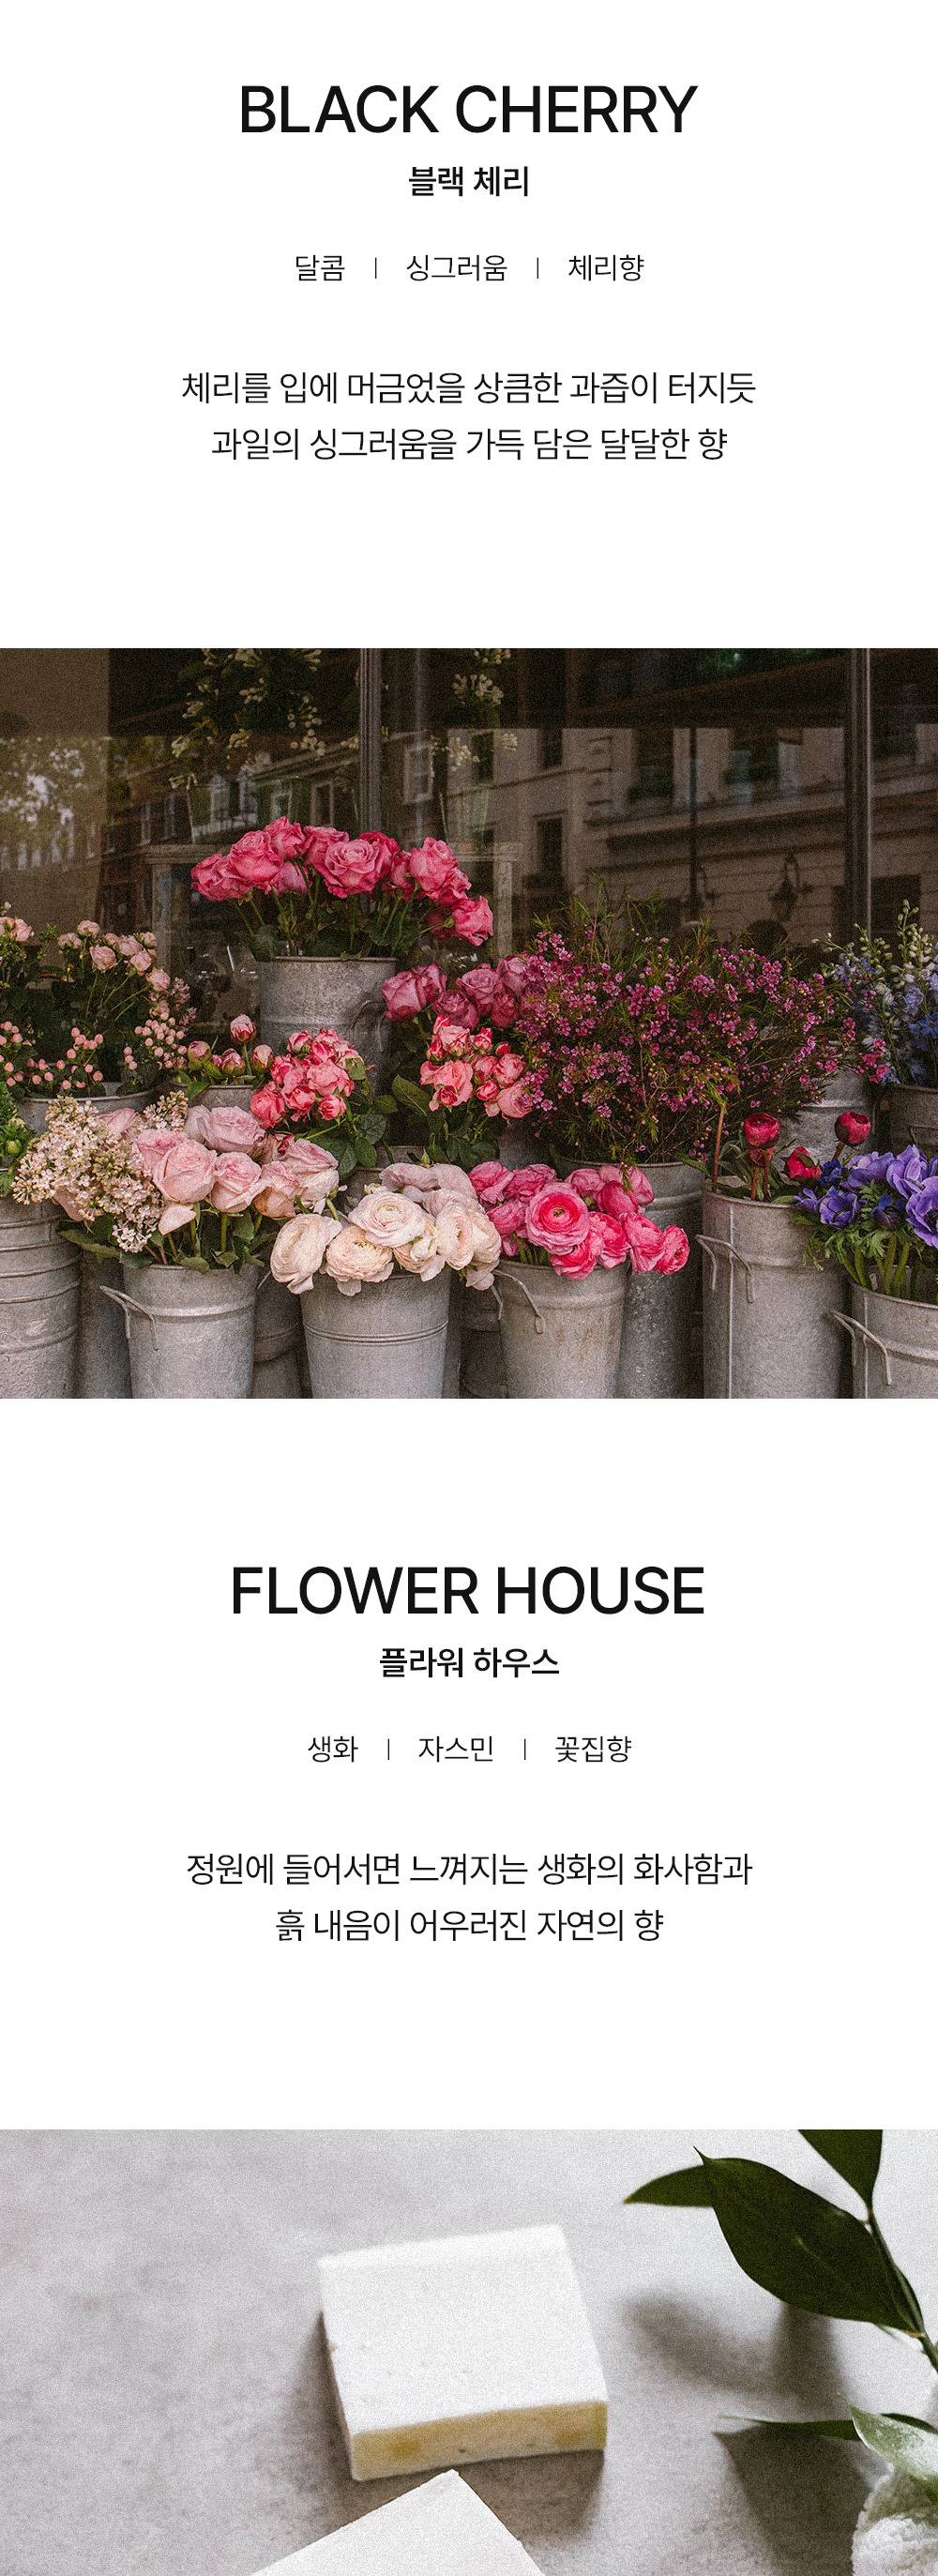 BLACK CHERRY
블랙 체리
달콤 | 싱그러움 | 체리향
체리를 입에 머금었을 상큼한 과즙이 터지듯
과일의 싱그러움을 가득 담은 달달한 향
FLOWER HOUSE
플라워 하우스
생화 | 자스민 | 꽃집향
정원에 들어서면 느껴지는 생화의 화사함과
흙 내음이 어우러진 자연의 향